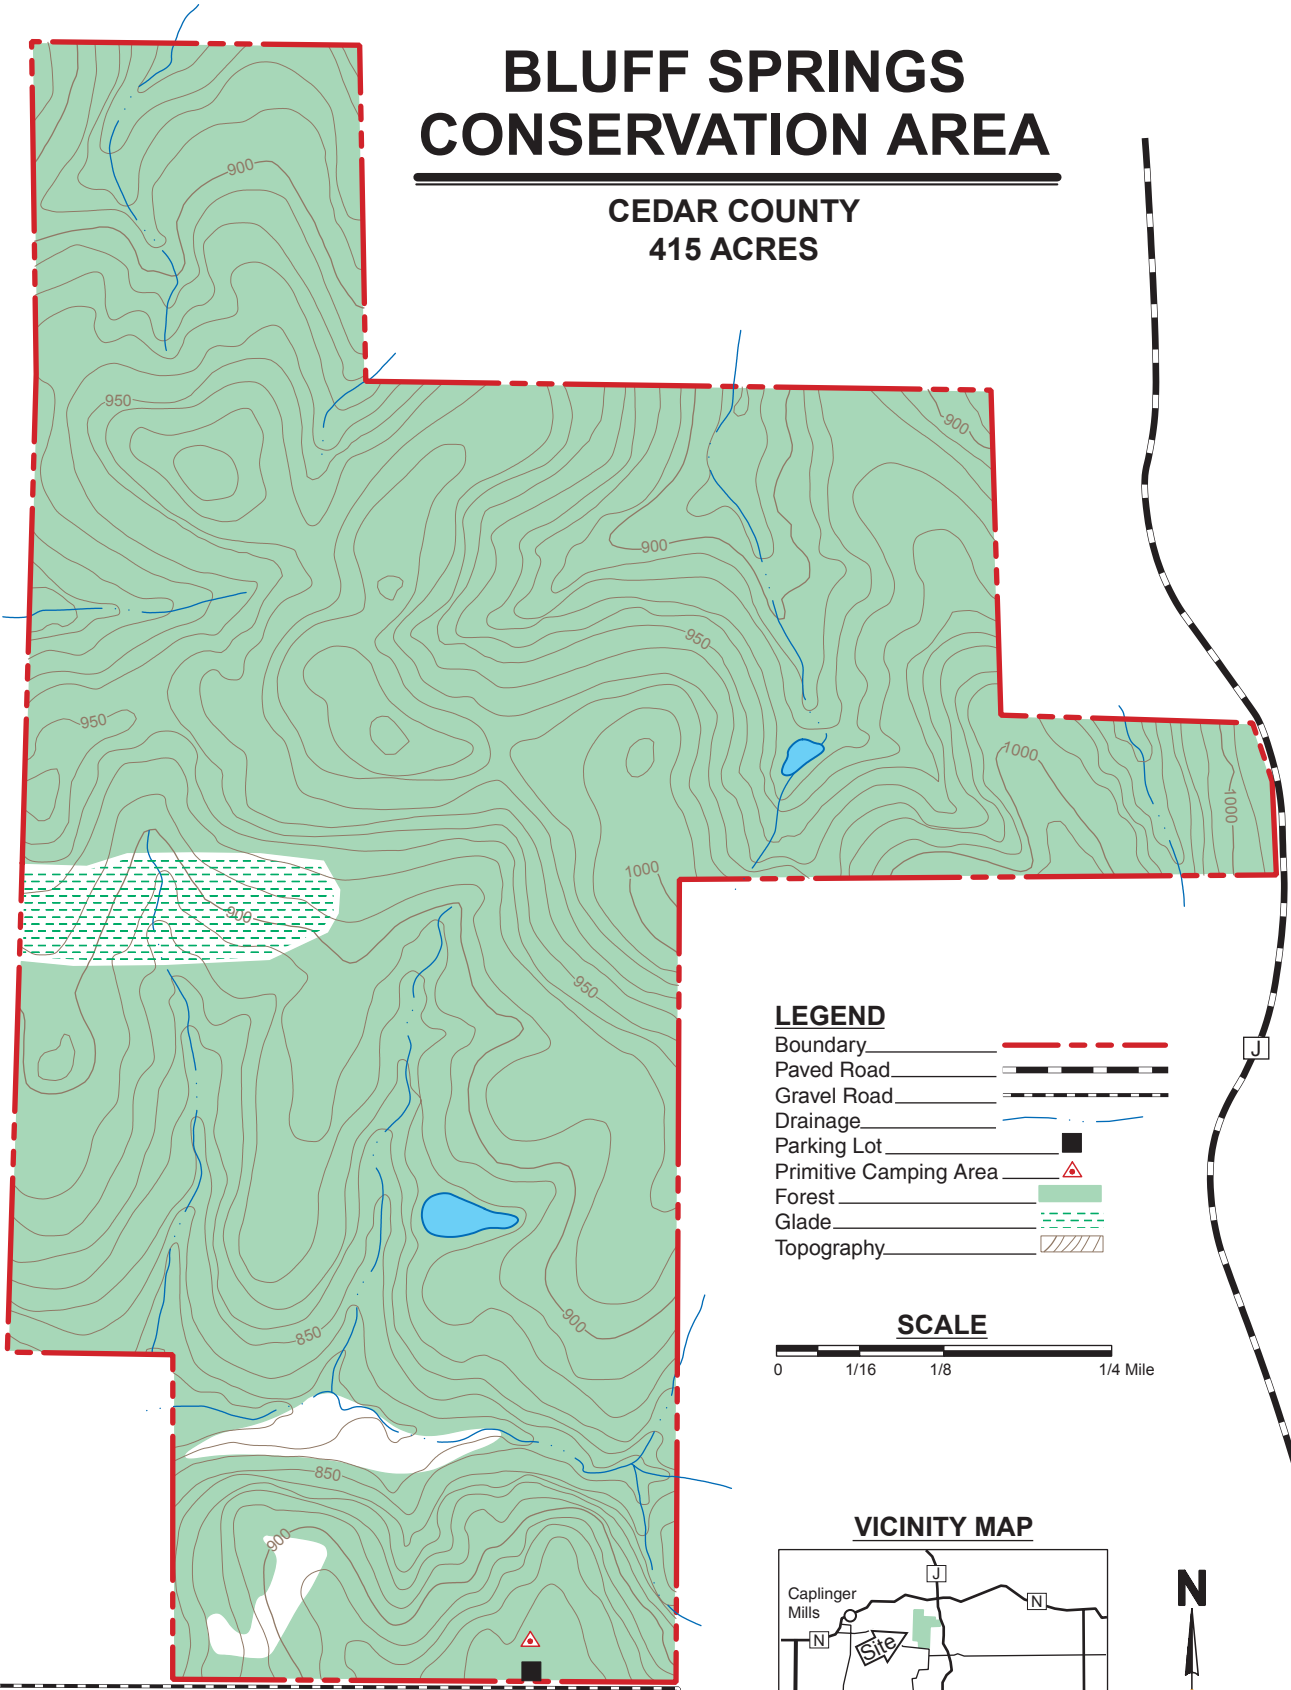 BLUFF SPRINGS
CONSERVATION AREA
CEDAR COUNTY
415 ACRES
900
950
900
900
950
950
1000
1000
1000
900
950
900
850
850
900
LEGEND
Boundary
Paved Road
Gravel Road
Drainage
Parking Lot
Primitive Camping Area
Forest
Glade
Topography
J
SCALE
0 1/16 1/8 1/4 Mile
VICINITY MAP
J
Caplinger
Mills
N
N
Site
N